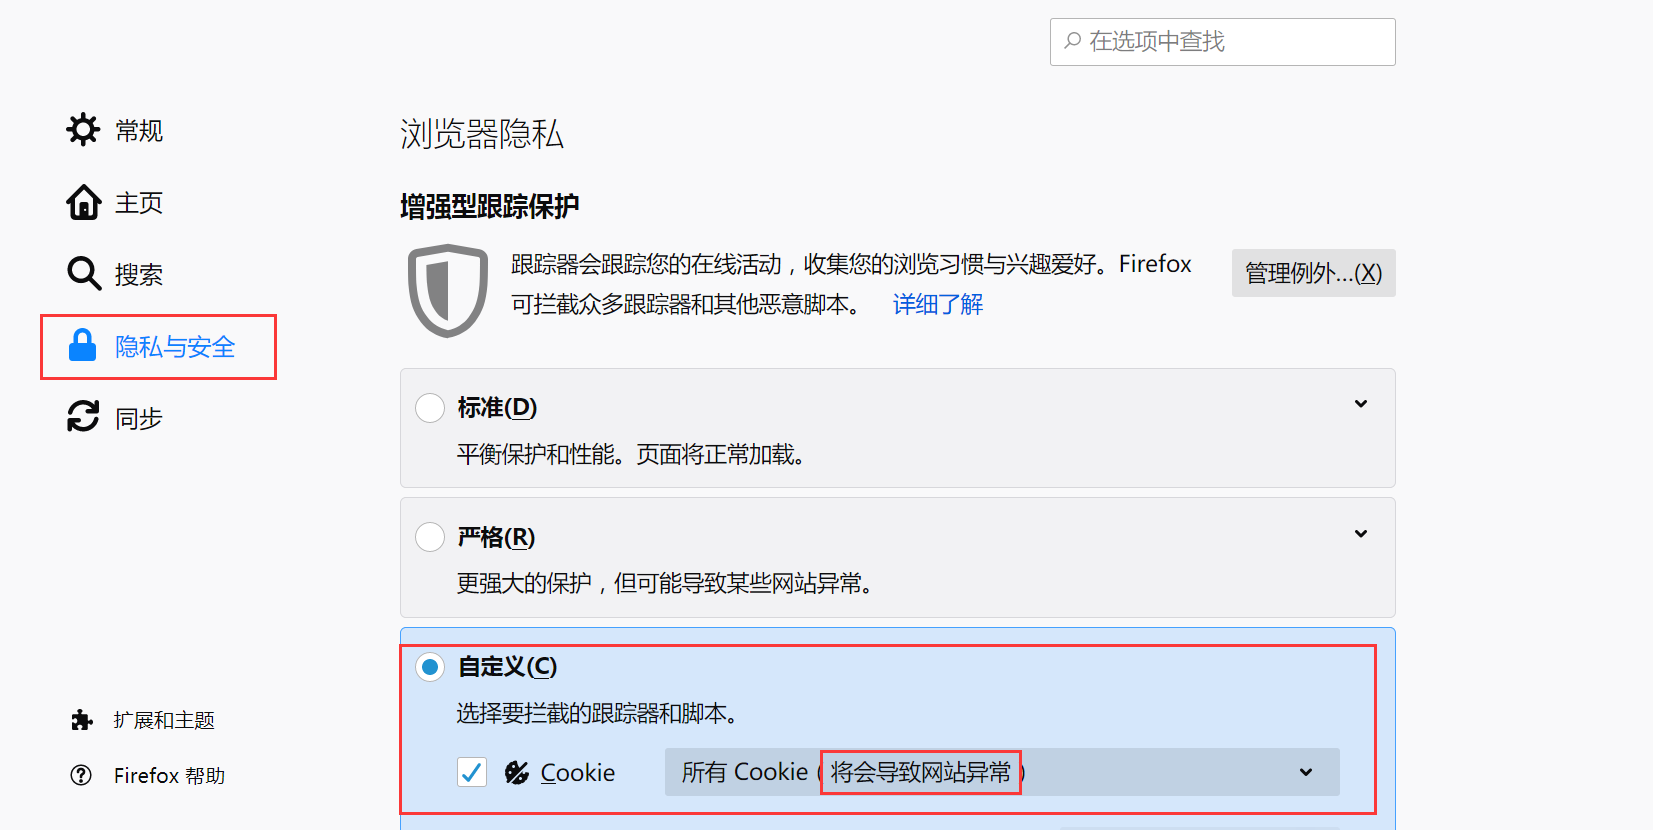 在选项中查找
常规
主页
搜索
隐私与安全
同步
扩展和主题
Firefox 帮助
浏览器隐私
增强型跟踪保护
跟踪器会跟踪您的在线活动，收集您的浏览习惯与兴趣爱好。Firefox
可拦截众多跟踪器和其他恶意脚本。 详细了解
管理例外...(X)
标准(D)
平衡保护和性能。页面将正常加载。
严格(R)
更强大的保护，但可能导致某些网站异常。
自定义(C)
选择要拦截的跟踪器和脚本。
Cookie
所有 Cookie (将会导致网站异常)